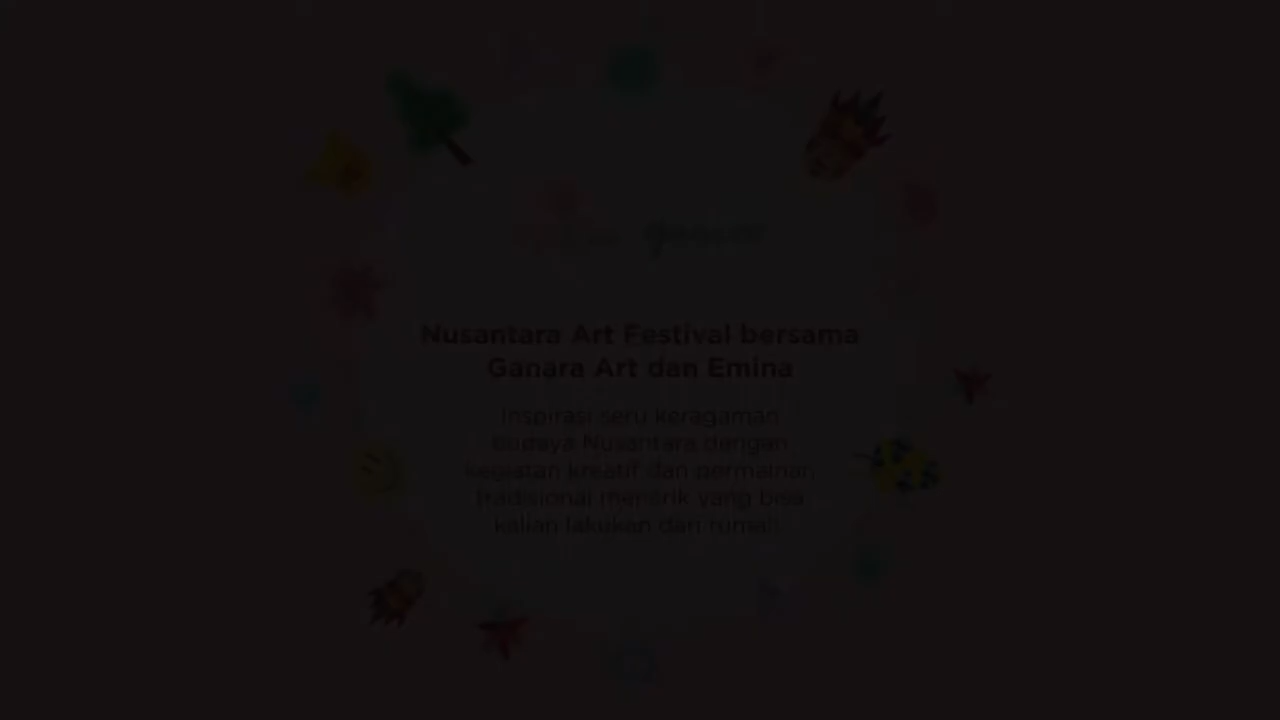 ganara
Nusantara Art Festival bersama
Ganara Art dan Emina
Inspirasi seru keragaman
budaya Nusantara dengan
kegiatan kreatif dan permainan
tradisional menarik yang bisa
kalian lakukan dari rumah.